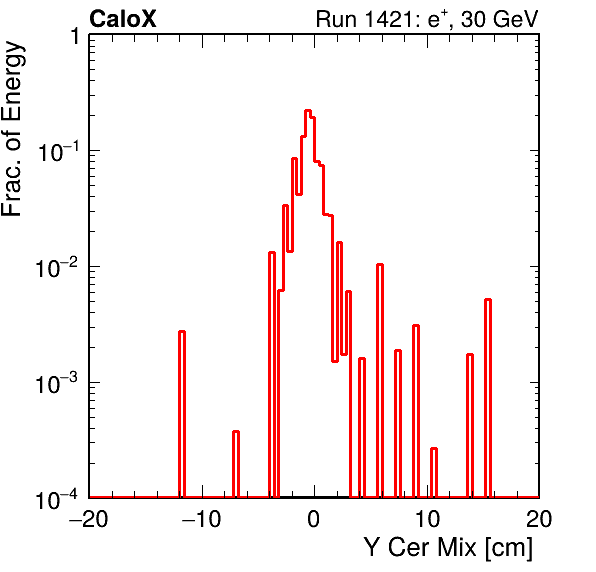 CaloX Run 1421: e⁺, 30 GeV
Frac. of Energy
1
10⁻¹
10⁻²
10⁻³
10⁻⁴
−20 −10 0 10 20
Y Cer Mix [cm]